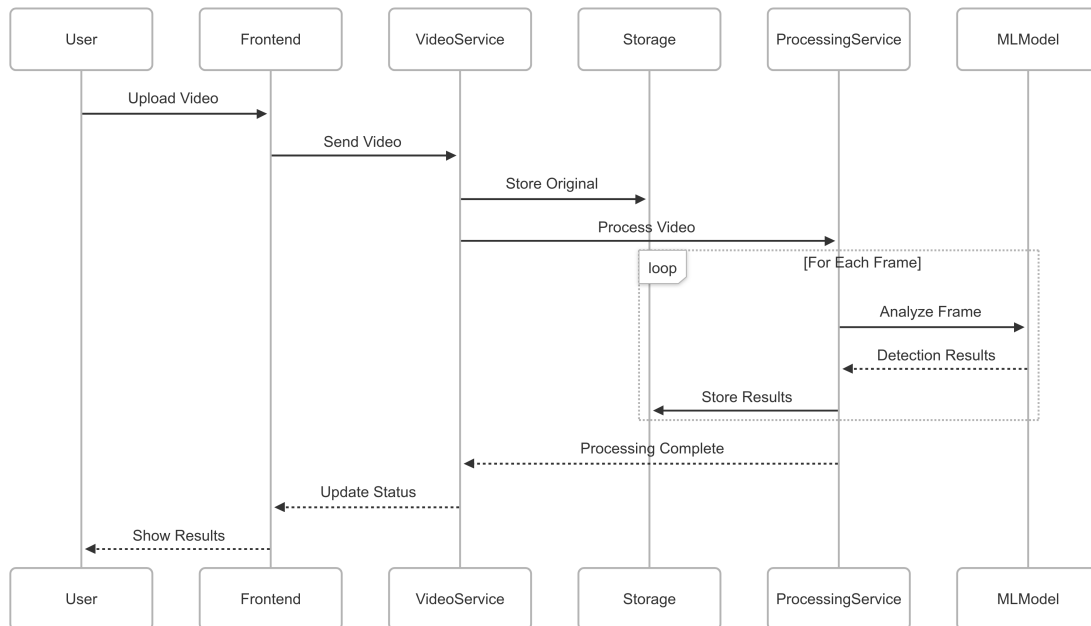 User
Frontend
VideoService
Storage
ProcessingService
MLModel
Upload Video
Send Video
Store Original
Process Video
loop
[For Each Frame]
Analyze Frame
Detection Results
Store Results
Processing Complete
Update Status
Show Results
User
Frontend
VideoService
Storage
ProcessingService
MLModel